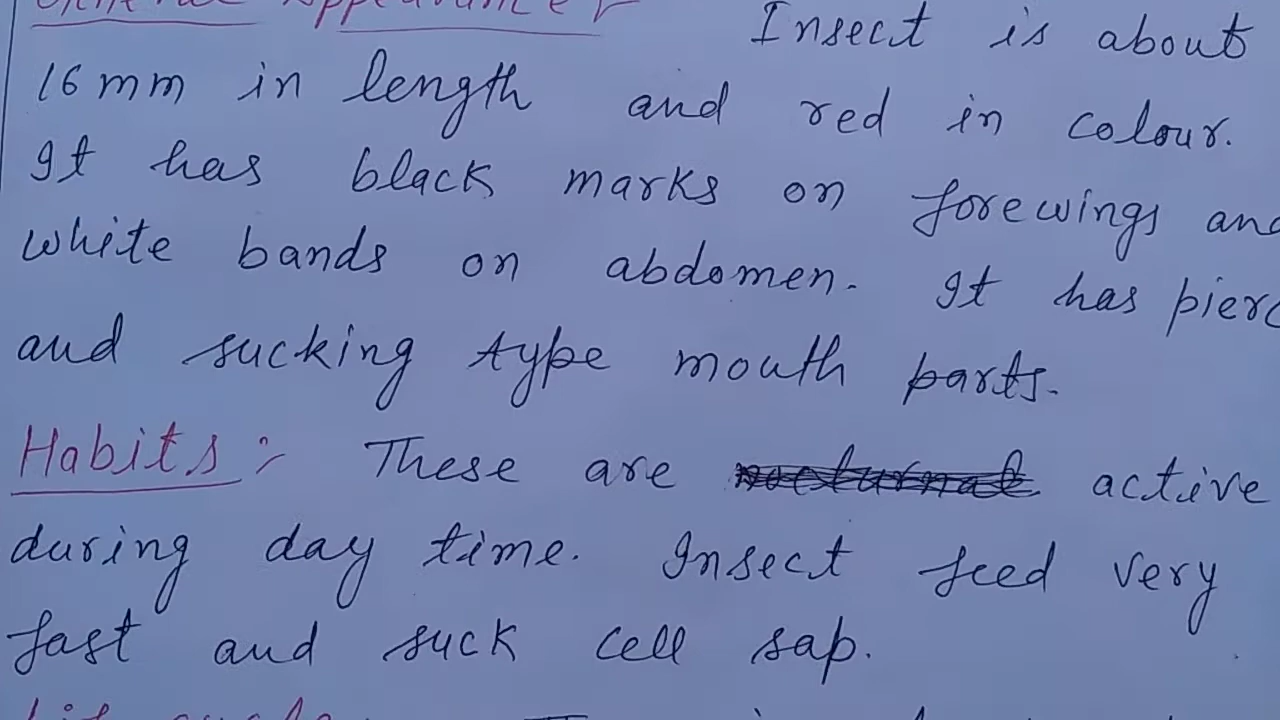 Appearance :-
Insect is about
16 mm in length and red in colour.
It has black marks on forewings and
white bands on abdomen. It has pierc
and sucking type mouth parts.
Habits :- These are nocturnal active
during day time. Insect feed very
fast and suck cell sap.